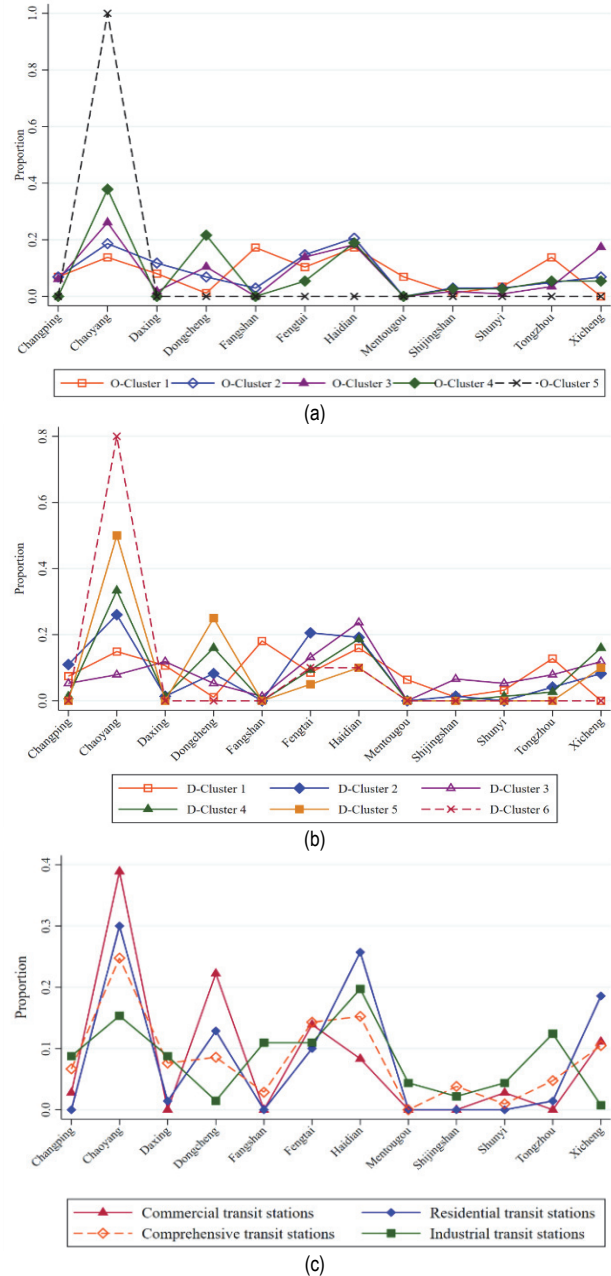 1.0
0.8
0.6
0.4
0.2
0.0
Proportion
Changping
Chaoyang
Daxing
Dongcheng
Fangshan
Fengtai
Haidian
Mentougou
Shijingshan
Shunyi
Tongzhou
Xicheng
O-Cluster 1 O-Cluster 2 O-Cluster 3 O-Cluster 4 O-Cluster 5
(a)
0.8
0.6
0.4
0.2
0.0
Proportion
Changping
Chaoyang
Daxing
Dongcheng
Fangshan
Fengtai
Haidian
Mentougou
Shijingshan
Shunyi
Tongzhou
Xicheng
D-Cluster 1 D-Cluster 2 D-Cluster 3
D-Cluster 4 D-Cluster 5 D-Cluster 6
(b)
0.4
0.3
0.2
0.1
0.0
Proportion
Changping
Chaoyang
Daxing
Dongcheng
Fangshan
Fengtai
Haidian
Mentougou
Shijingshan
Shunyi
Tongzhou
Xicheng
Commercial transit stations Residential transit stations
Comprehensive transit stations Industrial transit stations
(c)